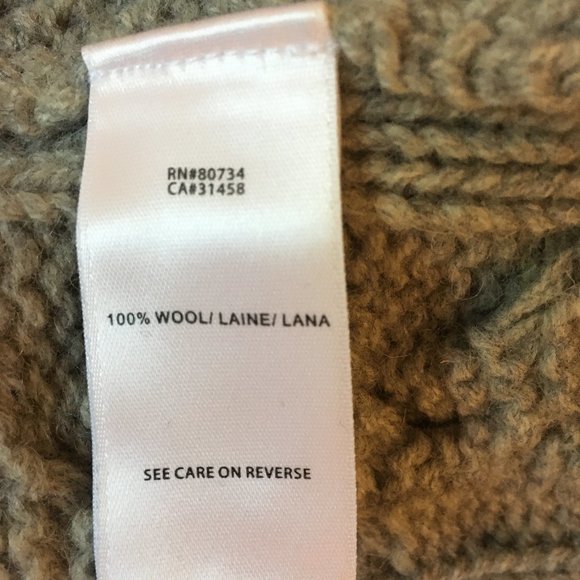 RN#80734
CA#31458
100% WOOL/ LAINE/ LANA
SEE CARE ON REVERSE